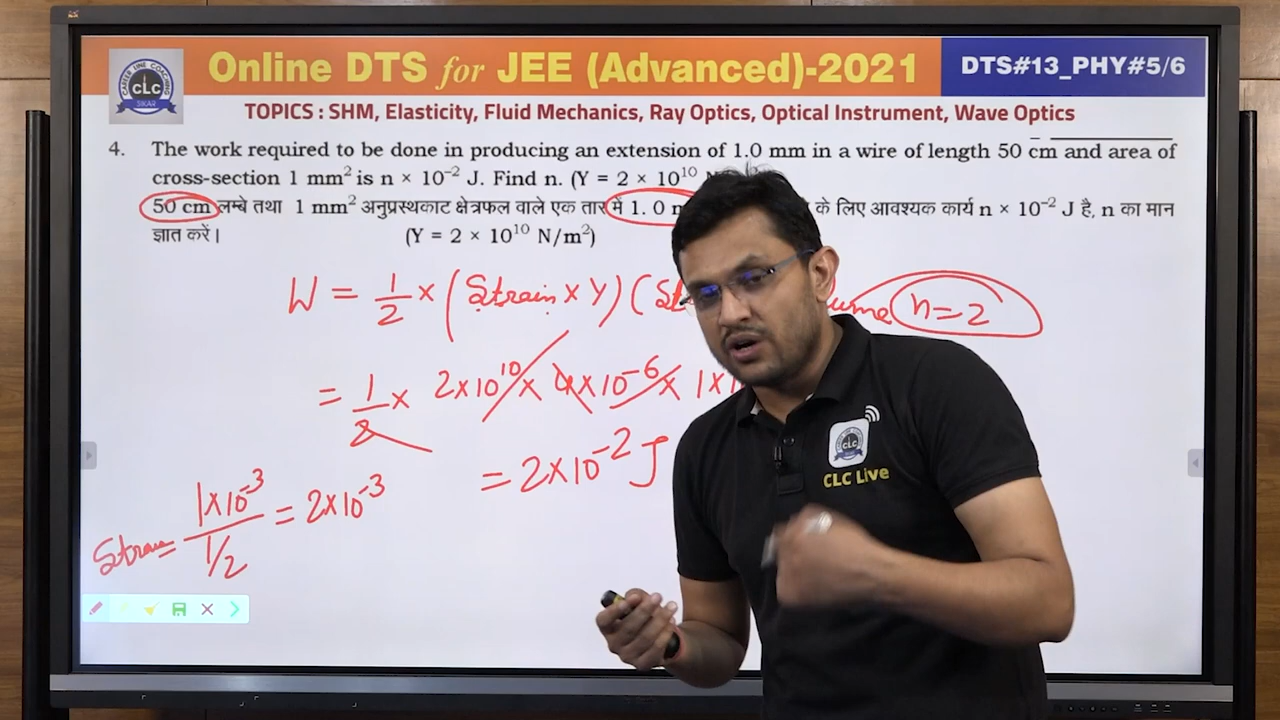 Online DTS for JEE (Advanced)-2021
DTS#13_PHY#5/6
CLC
SIKAR
TOPICS : SHM, Elasticity, Fluid Mechanics, Ray Optics, Optical Instrument, Wave Optics
4. The work required to be done in producing an extension of 1.0 mm in a wire of length 50 cm and area of
cross-section 1 mm² is n × 10⁻² J. Find n. (Y = 2 × 10¹⁰
50 cm लम्बे तथा 1 mm² अनुप्रस्थकाट क्षेत्रफल वाले एक तार में 1.0 के लिए आवश्यक कार्य n × 10⁻² J है, n का मान
ज्ञात करें। (Y = 2 × 10¹⁰ N/m²)
W = 1/2 × (Strain × Y) ( n = 2
= 1/2 × 2×10¹⁰ × 4×10⁻⁶ × 1×
= 2×10⁻² J
Strain = 1×10⁻³ / 1/2 = 2×10⁻³
CLC
CLC Live